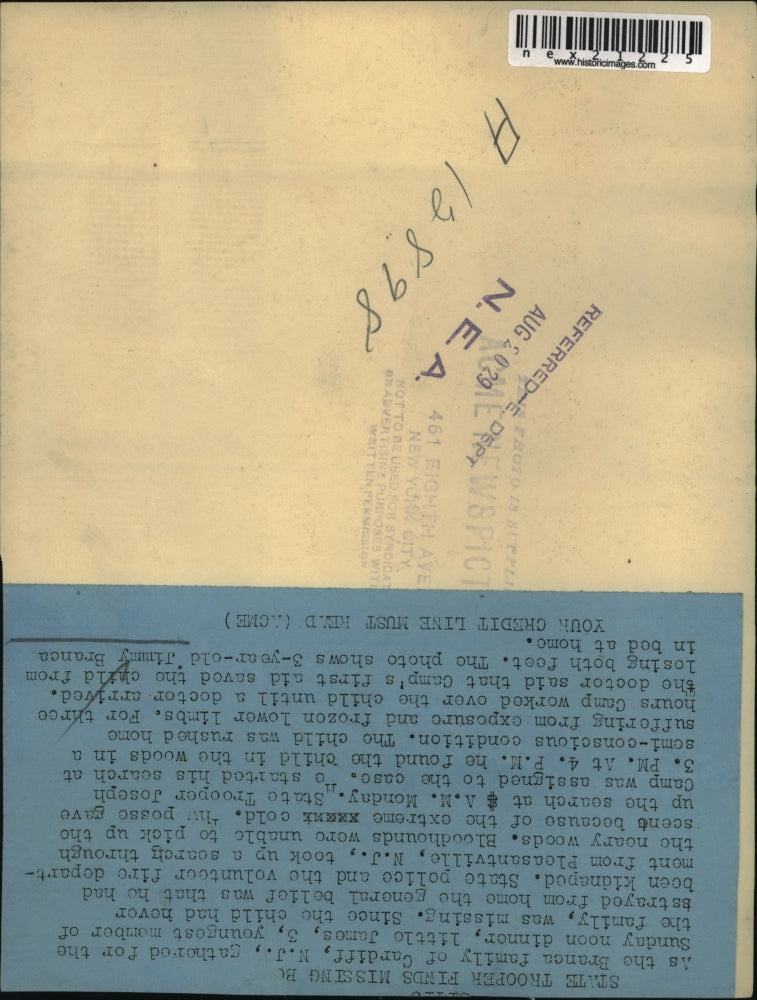 nex21225
www.historicimages.com
A 12898
REFERRED-E. DEPT
AUG 20 29
N. E. A.
PHOTO IS SUPPLI
ACME NEWSPICT
461 EIGHTH AVE
NEW YORK CITY,
NOT TO BE USED FOR SYNDICAT
OR ADVERTISING PURPOSES WITH
WRITTEN PERMISSION
STATE TROOPER FINDS MISSING BO
As the Branca family of Cardiff, N.J., gathered for the
Sunday noon dinner, little James, 3, youngest member of
the family, was missing. Since the child had never
strayed from home the general belief was that he had
been kidnaped. State police and the volunteer fire depart-
ment from Pleasantville, N.J., took up a search through
the neary woods. Bloodhounds were unable to pick up the
scent because of the extreme cold. The posse gave
up the search at A.M. Monday. State Trooper Joseph
Camp was assigned to the case. He started his search at
3. PM. At 4. P.M. he found the child in the woods in a
semi-conscious condition. The child was rushed home
suffering from exposure and frozen lower limbs. For three
hours Camp worked over the child until a doctor arrived.
The doctor said that Camp's first aid saved the child from
losing both feet. The photo shows 3-year-old Jimmy Branca
in bed at home.
YOUR CREDIT LINE MUST READ (ACME)